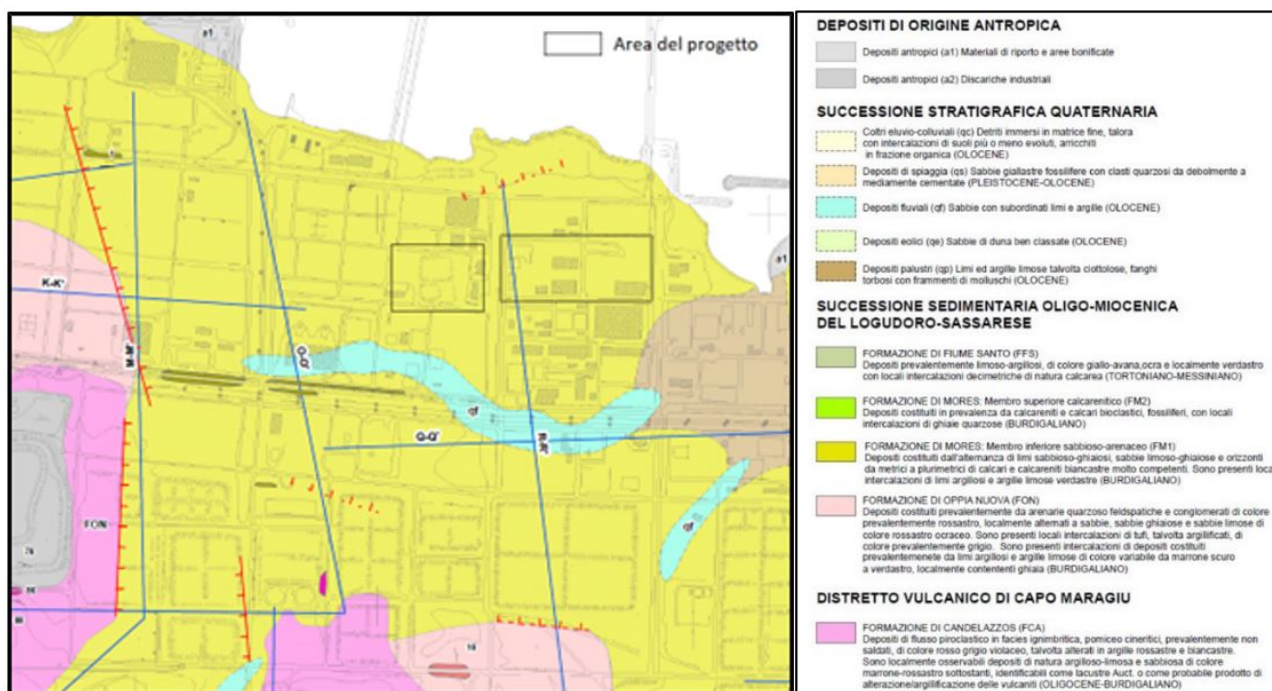 a1
Area del progetto
K-K'
M-M'
O-O'
qf
Q-Q'
R-R'
a1
FON
qf
DEPOSITI DI ORIGINE ANTROPICA
Depositi antropici (a1) Materiali di riporto e aree bonificate
Depositi antropici (a2) Discariche industriali
SUCCESSIONE STRATIGRAFICA QUATERNARIA
Coltri eluvio-colluviali (qc) Detriti immersi in matrice fine, talora
con intercalazioni di suoli più o meno evoluti, arricchiti
in frazione organica (OLOCENE)
Depositi di spiaggia (qs) Sabbie giallastre fossilifere con clasti quarzosi da debolmente a
mediamente cementate (PLEISTOCENE-OLOCENE)
Depositi fluviali (qf) Sabbie con subordinati limi e argille (OLOCENE)
Depositi eolici (qe) Sabbie di duna ben classate (OLOCENE)
Depositi palustri (qp) Limi ed argille limose talvolta ciottolose, fanghi
torbosi con frammenti di molluschi (OLOCENE)
SUCCESSIONE SEDIMENTARIA OLIGO-MIOCENICA
DEL LOGUDORO-SASSARESE
FORMAZIONE DI FIUME SANTO (FFS)
Depositi prevalentemente limoso-argillosi, di colore giallo-avana,ocra e localmente verdastro
con locali intercalazioni decimetriche di natura calcarea (TORTONIANO-MESSINIANO)
FORMAZIONE DI MORES: Membro superiore calcarenitico (FM2)
Depositi costituiti in prevalenza da calcareniti e calcari bioclastici, fossiliferi, con locali
intercalazioni di ghiaie quarzose (BURDIGALIANO)
FORMAZIONE DI MORES: Membro inferiore sabbioso-arenaceo (FM1)
Depositi costituiti dall'alternanza di limi sabbioso-ghiaiosi, sabbie limoso-ghiaiose e orizzonti
da metrici a plurimetrici di calcari e calcareniti biancastre molto competenti. Sono presenti loca
intercalazioni di limi argillosi e argille limose verdastre (BURDIGALIANO)
FORMAZIONE DI OPPIA NUOVA (FON)
Depositi costituiti prevalentemente da arenarie quarzoso feldspatiche e conglomerati di colore
prevalentemente rossastro, localmente alternati a sabbie, sabbie ghiaiose e sabbie limose di
colore rossastro ocraceo. Sono presenti locali intercalazioni di tufi, talvolta argillificati, di
colore prevalentemente grigio. Sono presenti intercalazioni di depositi costituiti
prevalentemenete da limi argillosi e argille limose di colore variabile da marrone scuro
a verdastro, localmente contententi ghiaia (BURDIGALIANO)
DISTRETTO VULCANICO DI CAPO MARAGIU
FORMAZIONE DI CANDELAZZOS (FCA)
Depositi di flusso piroclastico in facies ignimbritica, pomiceo cineritici, prevalentemente non
saldati, di colore rosso grigio violaceo, talvolta alterati in argille rossastre e biancastre.
Sono localmente osservabili depositi di natura argilloso-limosa e sabbiosa di colore
marrone-rossastro sottostanti, identificabili come lacustre Auct. o come probabile prodotto di
alterazione/argillificazione delle vulcaniti (OLIGOCENE-BURDIGALIANO)